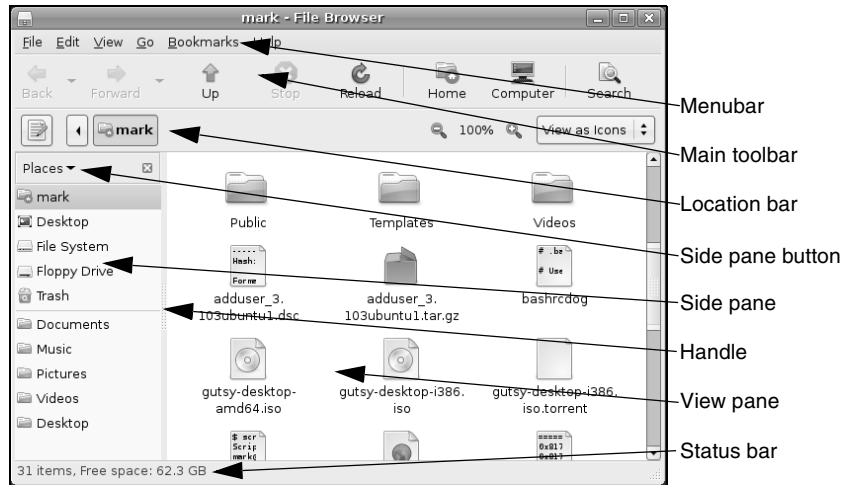 mark - File Browser
File Edit View Go Bookmarks Help
Back Forward Up Stop Reload Home Computer Search
mark 100% View as Icons
Places
mark
Desktop
File System
Floppy Drive
Trash
Documents
Music
Pictures
Videos
Desktop
Public Templates Videos
Hash:
Forme
# .ba
# Use
adduser_3. adduser_3. bashrcdog
103ubuntu1.dsc 103ubuntu1.tar.gz
gutsy-desktop- gutsy-desktop-i386. gutsy-desktop-i386.
amd64.iso iso iso.torrent
$ scr
Scrip
mark@
=====
0x817
0x817
31 items, Free space: 62.3 GB
Menubar
Main toolbar
Location bar
Side pane button
Side pane
Handle
View pane
Status bar